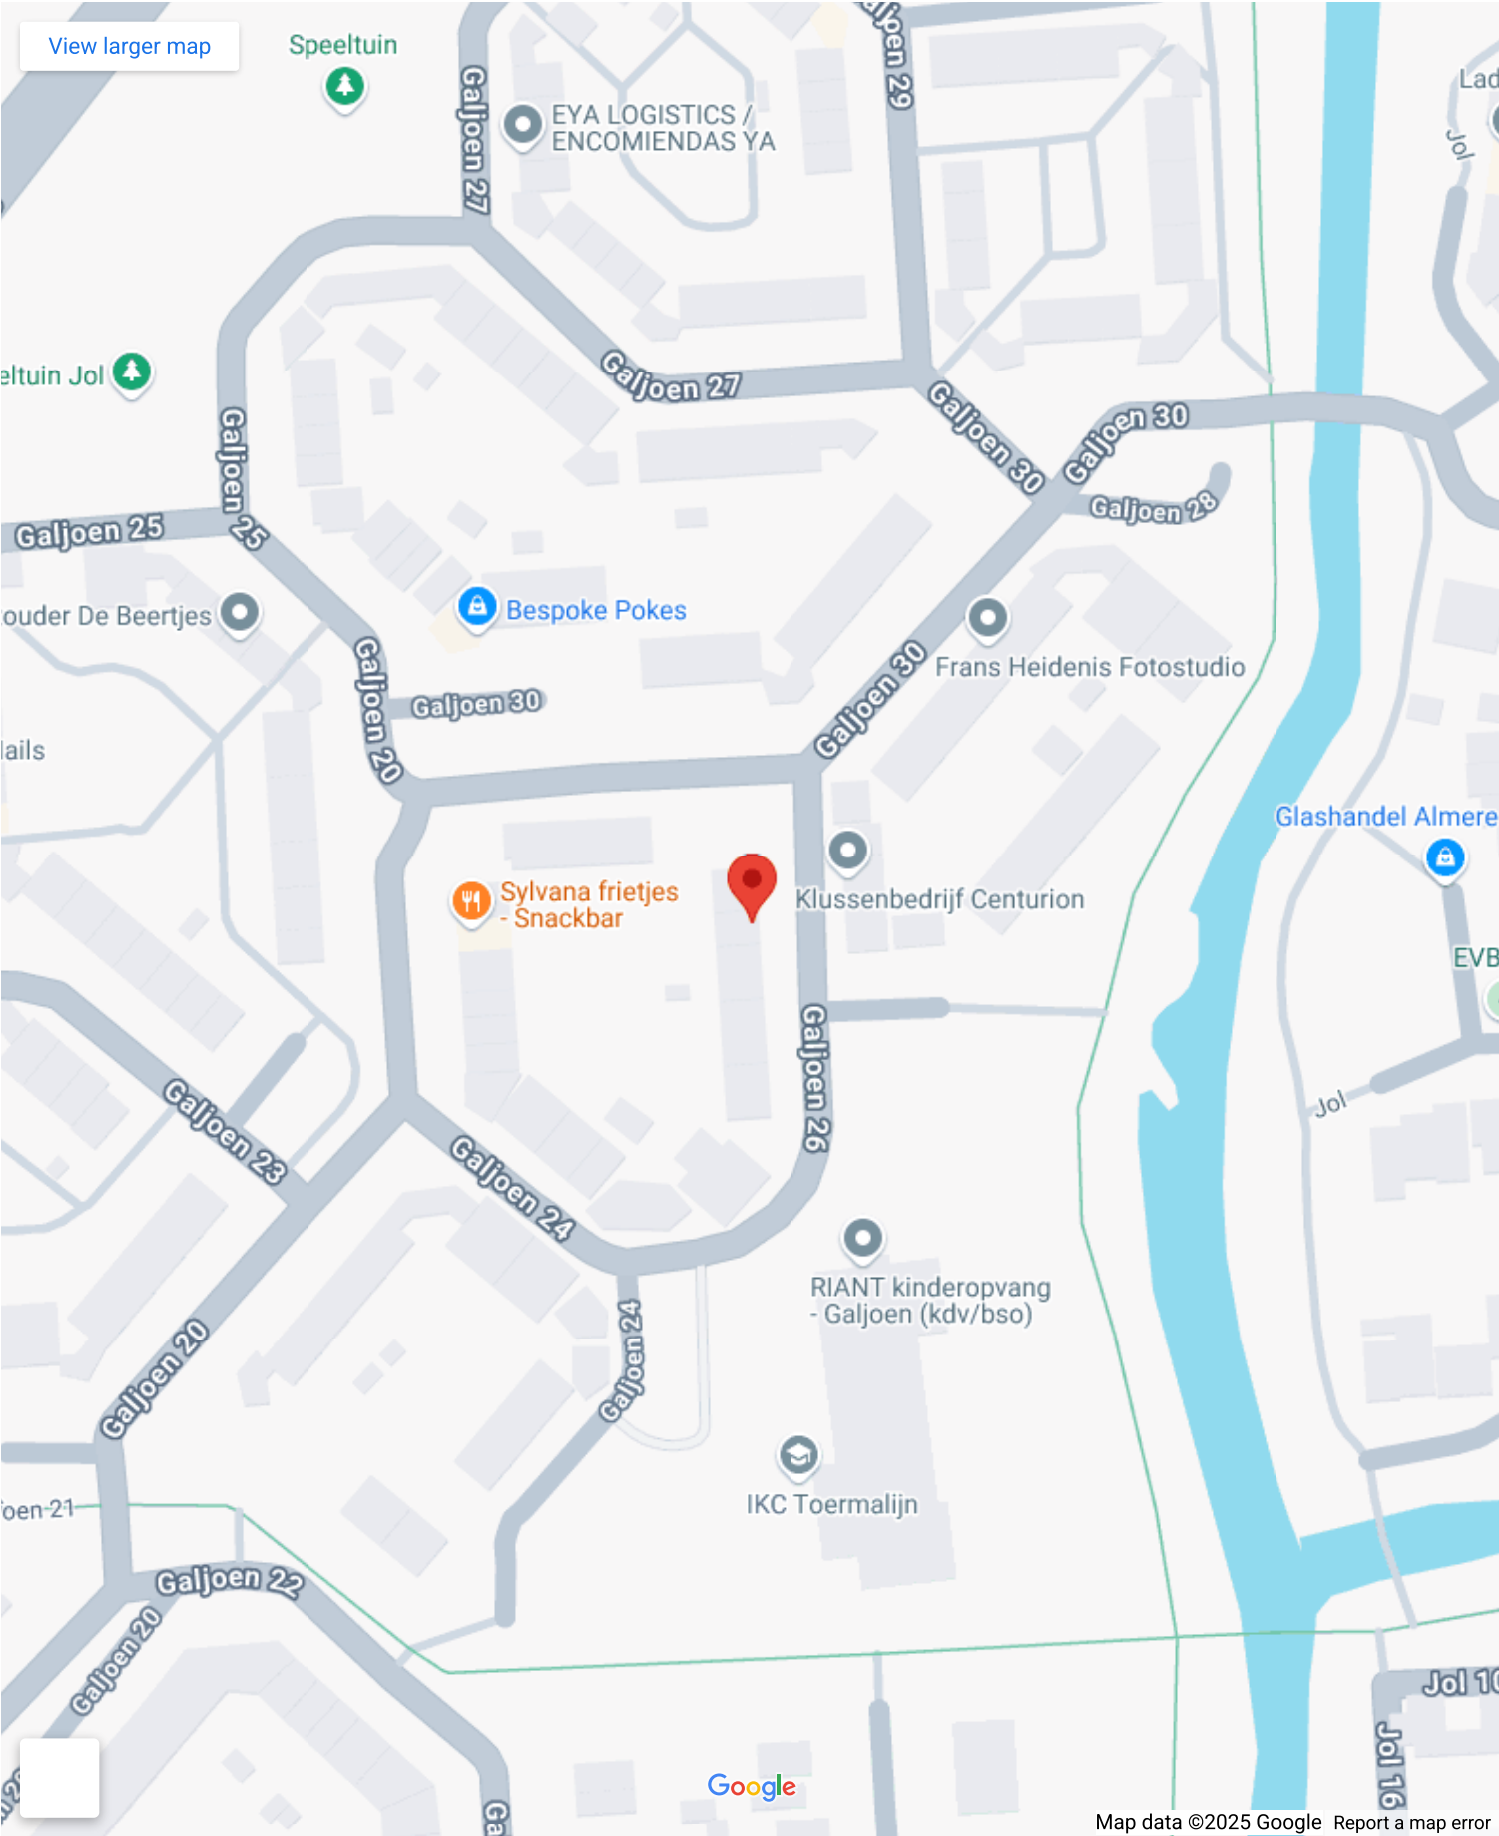 View larger map
Speeltuin
Galjoen 27
EYA LOGISTICS /
ENCOMIENDAS YA
Galjoen 29
Lad
Jol
eltuin Jol
Galjoen 27
Galjoen 30
Galjoen 30
Galjoen 28
Galjoen 25
Galjoen 25
ouder De Beertjes
Bespoke Pokes
Frans Heidenis Fotostudio
Galjoen 20
Galjoen 30
Galjoen 30
ails
Glashandel Almere
Sylvana frietjes
- Snackbar
Klussenbedrijf Centurion
EVB
Galjoen 26
Jol
Galjoen 23
Galjoen 24
RIANT kinderopvang
- Galjoen (kdv/bso)
Galjoen 20
Galjoen 24
IKC Toermalijn
oen 21
Galjoen 22
Galjoen 20
Jol 16
Google
Ga
Map data ©2025 Google
Report a map error